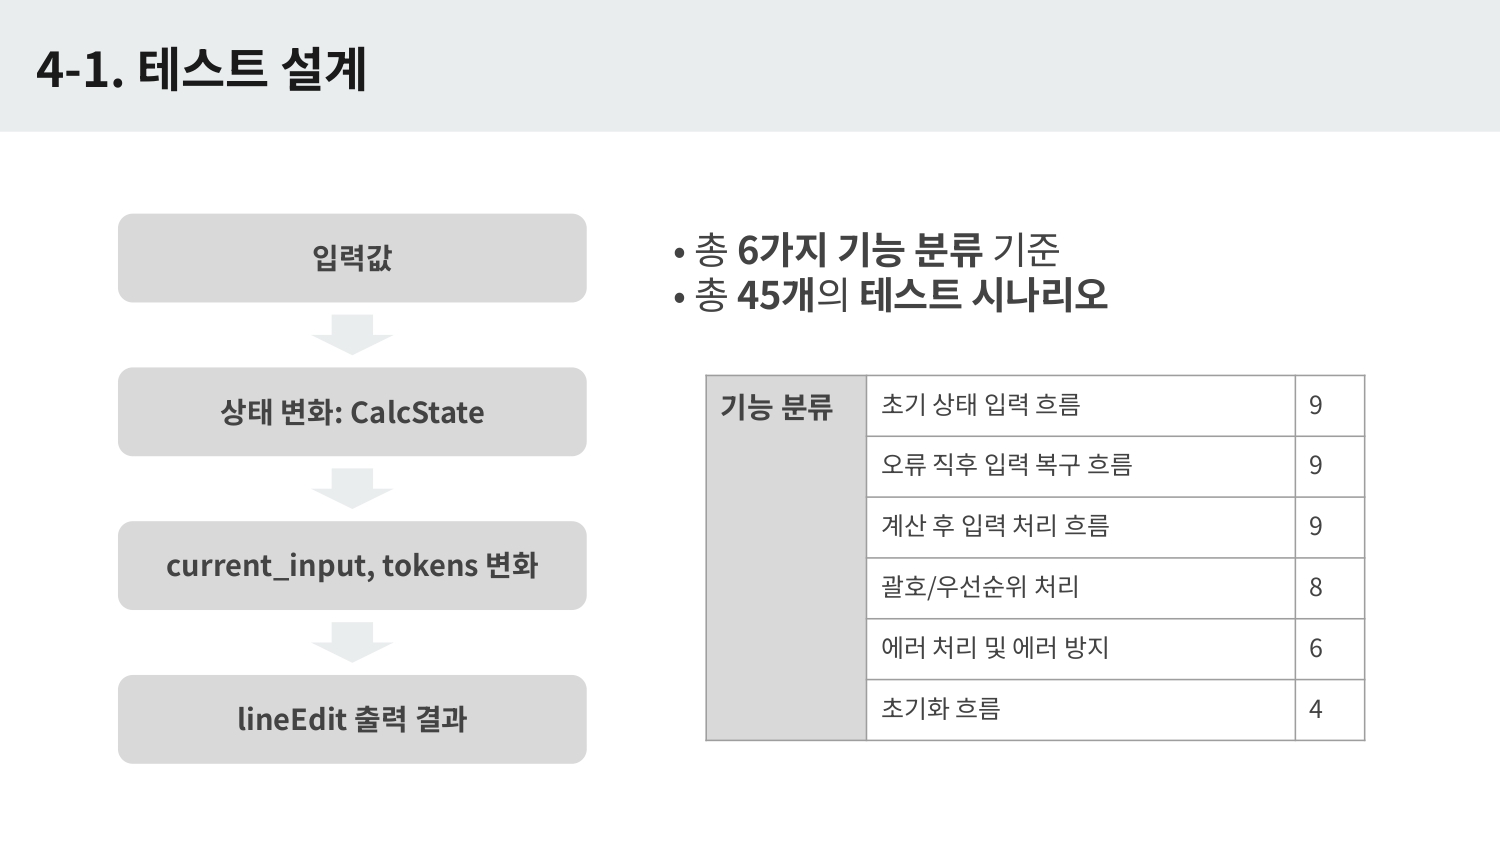 4-1. 테스트 설계
입력값
상태 변화: CalcState
current_input, tokens 변화
lineEdit 출력 결과
• 총 6가지 기능 분류 기준
• 총 45개의 테스트 시나리오
기능 분류
초기 상태 입력 흐름 9
오류 직후 입력 복구 흐름 9
계산 후 입력 처리 흐름 9
괄호/우선순위 처리 8
에러 처리 및 에러 방지 6
초기화 흐름 4